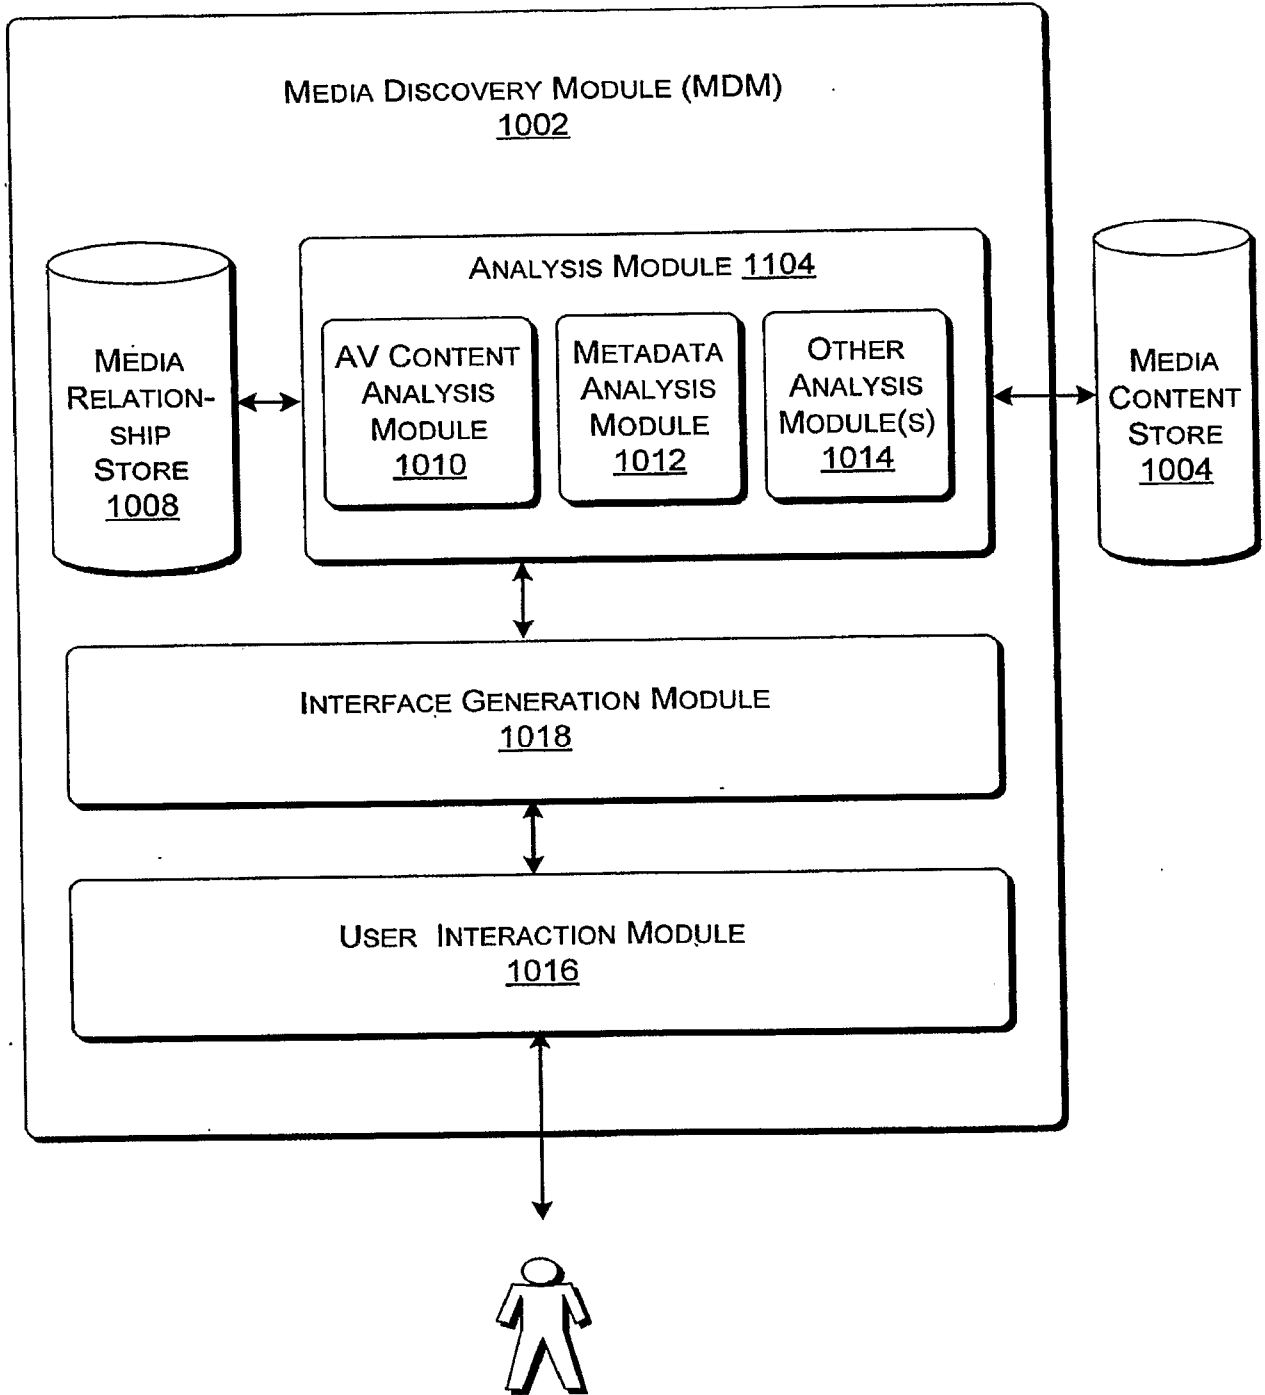 MEDIA DISCOVERY MODULE (MDM)
1002
ANALYSIS MODULE 1104
MEDIA
RELATION-
SHIP
STORE
1008
AV CONTENT
ANALYSIS
MODULE
1010
METADATA
ANALYSIS
MODULE
1012
OTHER
ANALYSIS
MODULE(S)
1014
MEDIA
CONTENT
STORE
1004
INTERFACE GENERATION MODULE
1018
USER INTERACTION MODULE
1016